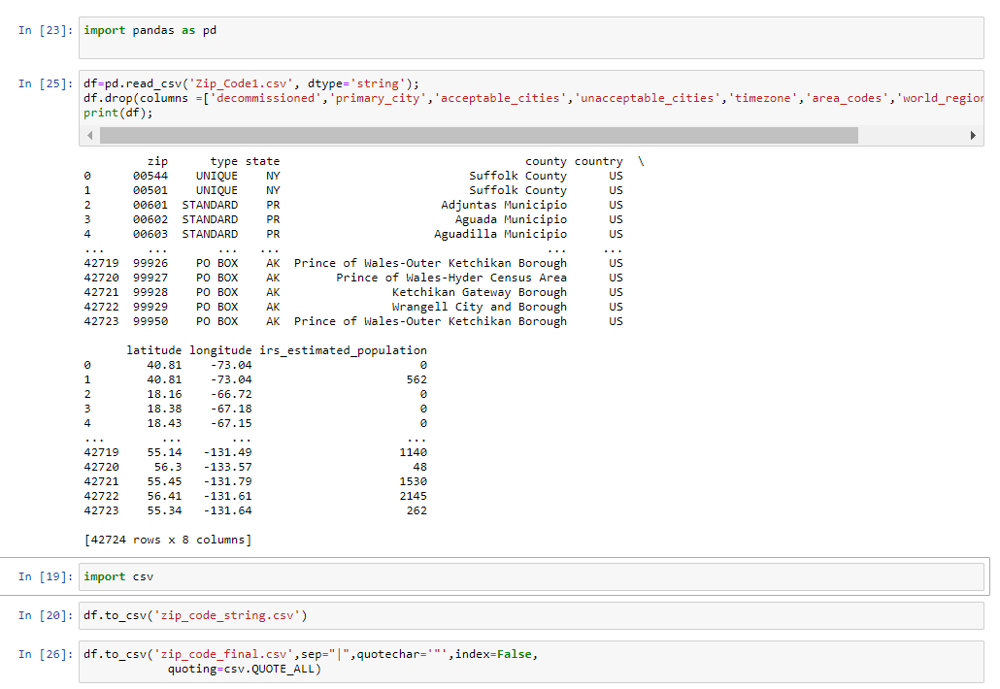 In [23]: import pandas as pd
In [25]: df=pd.read_csv('Zip_Code1.csv', dtype='string');
df.drop(columns =['decommissioned','primary_city','acceptable_cities','unacceptable_cities','timezone','area_codes','world_region
print(df);
zip type state county country \
0 00544 UNIQUE NY Suffolk County US
1 00501 UNIQUE NY Suffolk County US
2 00601 STANDARD PR Adjuntas Municipio US
3 00602 STANDARD PR Aguada Municipio US
4 00603 STANDARD PR Aguadilla Municipio US
... ... ... ... ... ...
42719 99926 PO BOX AK Prince of Wales-Outer Ketchikan Borough US
42720 99927 PO BOX AK Prince of Wales-Hyder Census Area US
42721 99928 PO BOX AK Ketchikan Gateway Borough US
42722 99929 PO BOX AK Wrangell City and Borough US
42723 99950 PO BOX AK Prince of Wales-Outer Ketchikan Borough US
latitude longitude irs_estimated_population
0 40.81 -73.04 0
1 40.81 -73.04 562
2 18.16 -66.72 0
3 18.38 -67.18 0
4 18.43 -67.15 0
... ... ... ...
42719 55.14 -131.49 1140
42720 56.3 -133.57 48
42721 55.45 -131.79 1530
42722 56.41 -131.61 2145
42723 55.34 -131.64 262
[42724 rows x 8 columns]
In [19]: import csv
In [20]: df.to_csv('zip_code_string.csv')
In [26]: df.to_csv('zip_code_final.csv',sep="|",quotechar='"',index=False,
quoting=csv.QUOTE_ALL)